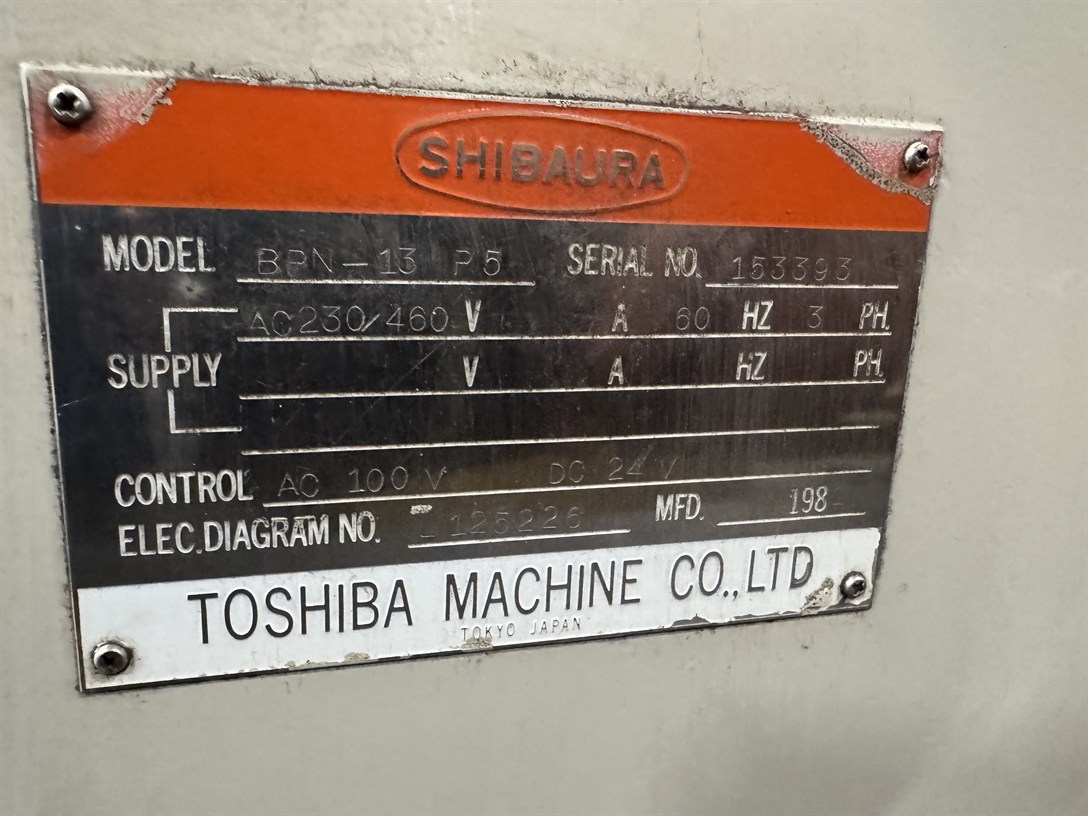 SHIBAURA
MODEL BPN-13 P5 SERIAL NO. 153393
AC230/460 V A 60 HZ 3 PH.
SUPPLY V A HZ PH.
CONTROL AC 100 V DC 24 V
ELEC.DIAGRAM NO. 125226 MFD. 198
TOSHIBA MACHINE CO.,LTD
TOKYO JAPAN